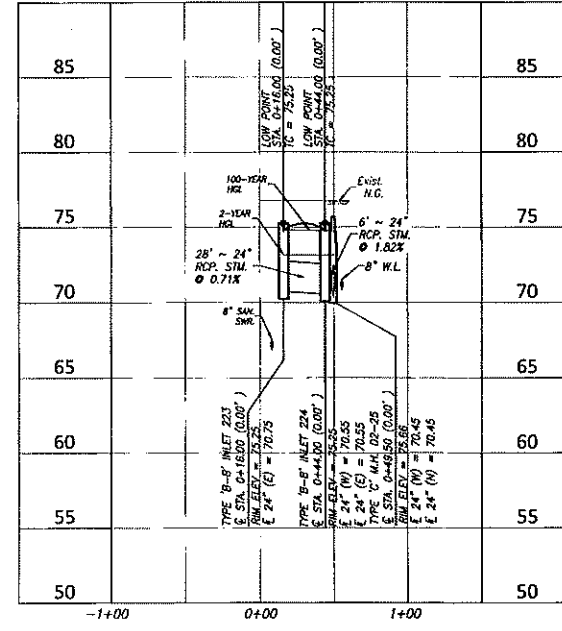 85
85
80
80
75
75
70
70
65
65
60
60
55
55
50
50
LOW POINT
STA. 0+16.00 (0.00')
TC = 75.25
LOW POINT
STA. 0+44.00 (0.00')
TC = 75.25
100-YEAR
HGL
Exist.
N.G.
2-YEAR
HGL
6' ~ 24"
RCP. STM.
@ 1.82%
28' ~ 24"
RCP. STM.
@ 0.71%
8" W.L.
8" SAN.
SWR.
TYPE 'B-B' INLET 223
℄ STA. 0+16.00 (0.00')
RIM ELEV = 75.25
24" (E) = 70.75
TYPE 'B-B' INLET 224
℄ STA. 0+44.00 (0.00')
RIM ELEV = 75.25
24" (W) = 70.55
24" (E) = 70.55
TYPE 'C' M.H. 02-25
℄ STA. 0+49.50 (0.00')
RIM ELEV = 75.66
24" (W) = 70.45
24" (N) = 70.45
-1+00
0+00
1+00